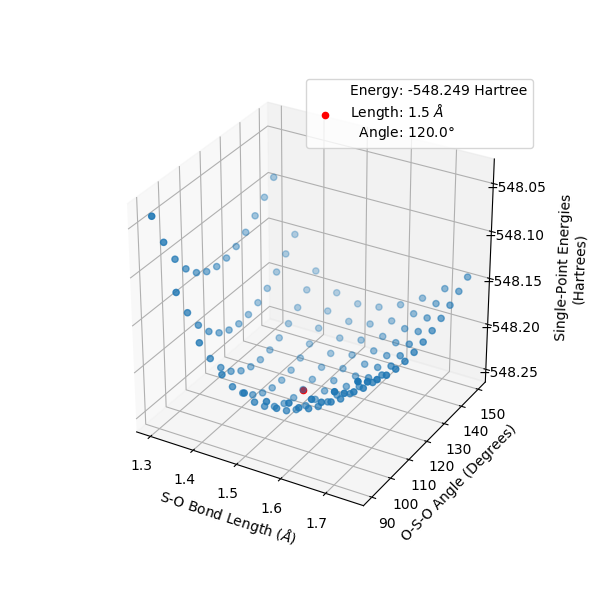 Energy: -548.249 Hartree
Length: 1.5 Å
Angle: 120.0°
−548.05
−548.10
−548.15
−548.20
−548.25
Single-Point Energies
(Hartrees)
150
140
130
120
110
100
90
O-S-O Angle (Degrees)
1.3
1.4
1.5
1.6
1.7
S-O Bond Length (Å)